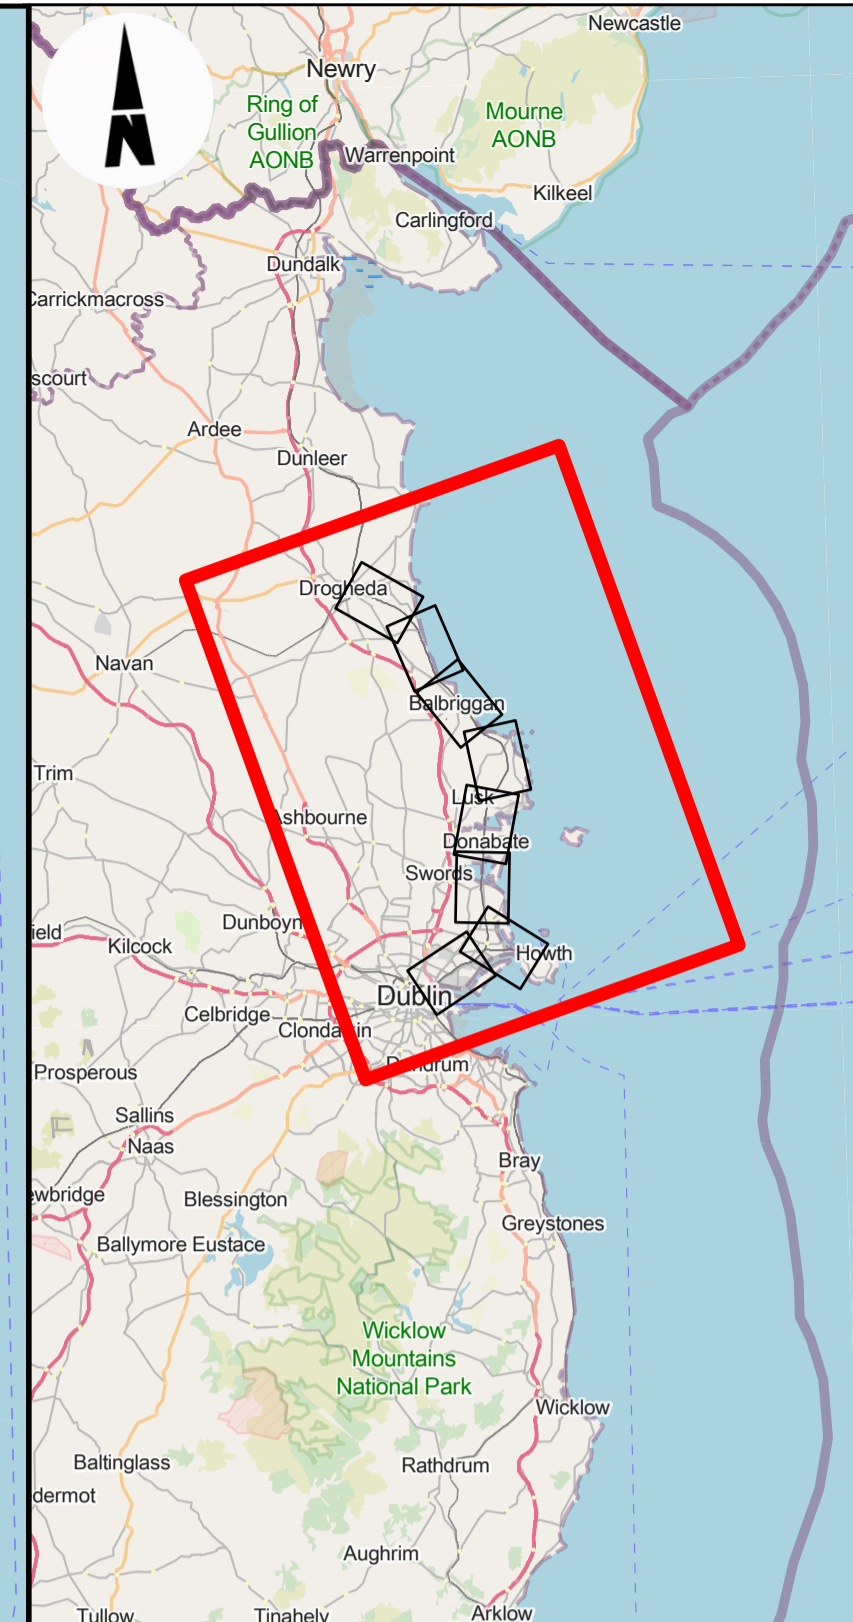 Newcastle
Newry
Ring of
Gullion
AONB
Mourne
AONB
N
Warrenpoint
Kilkeel
Carlingford
Dundalk
Carrickmacross
scourt
Ardee
Dunleer
Drogheda
Navan
Balbriggan
Trim
Lusk
Ashbourne
Donabate
Swords
Dunboyn
ield
Kilcock
Howth
Dublin
Celbridge
Clondalkin
Dundrum
Prosperous
Sallins
Naas
Bray
ewbridge
Blessington
Greystones
Ballymore Eustace
Wicklow
Mountains
National Park
Wicklow
Baltinglass
Rathdrum
dermot
Aughrim
Tullow
Tinahely
Arklow